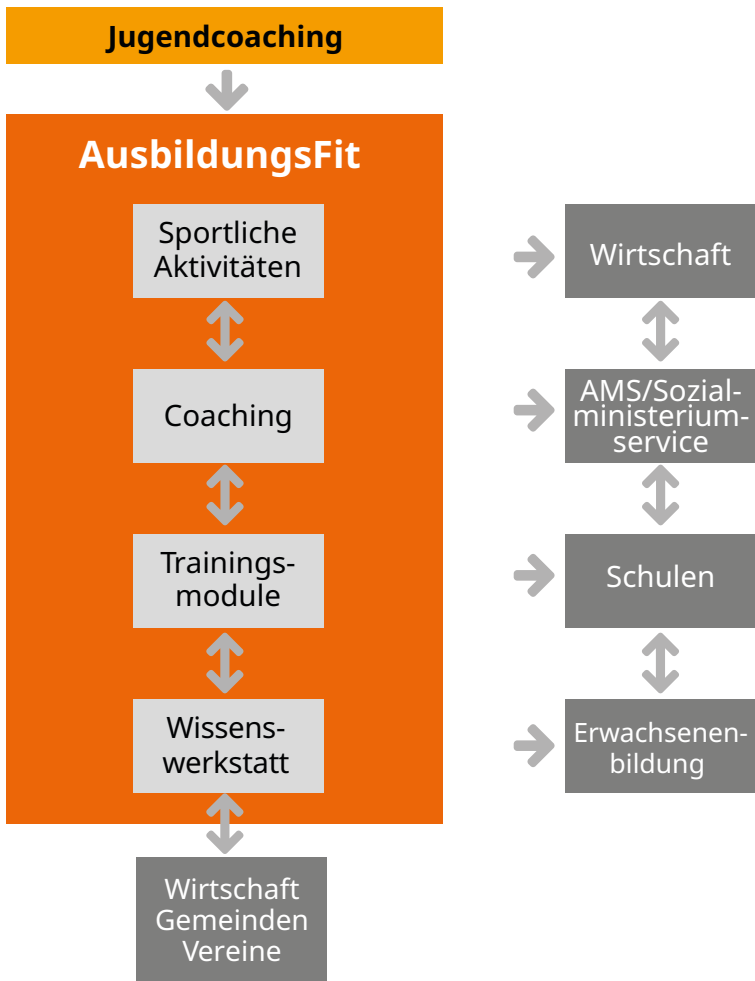 Jugendcoaching
AusbildungsFit
Sportliche
Aktivitäten
Wirtschaft
Coaching
AMS/Sozial-
ministerium-
service
Trainings-
module
Schulen
Wissens-
werkstatt
Erwachsenen-
bildung
Wirtschaft
Gemeinden
Vereine